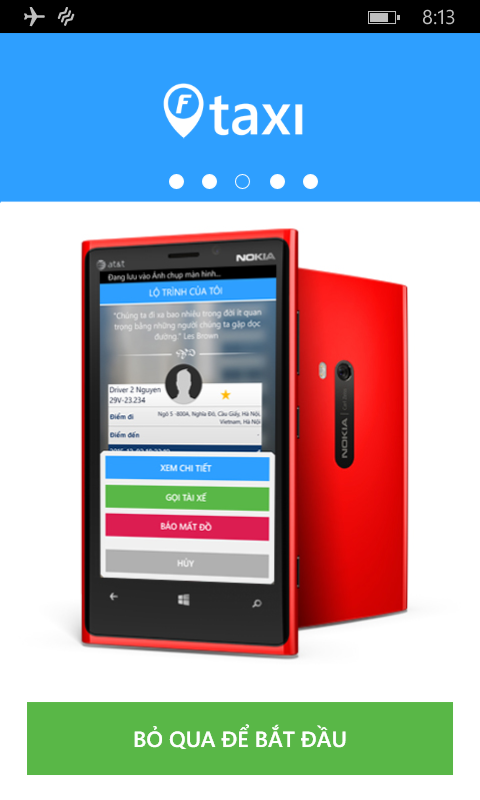 8:13
F taxi
at&t NOKIA
Đang lưu vào Ảnh chụp màn hình...
LỘ TRÌNH CỦA TÔI
"Chúng ta đi xa bao nhiêu trong đời ít quan
trọng bằng những người chúng ta gặp dọc
đường." Les Brown
Driver 2 Nguyen
29V-23.234
Điểm đi Ngõ 5 - 800A, Nghĩa Đô, Cầu Giấy, Hà Nội,
Vietnam, Hà Nội
Điểm đến -
XEM CHI TIẾT
GỌI TÀI XẾ
BÁO MẤT ĐỒ
HỦY
NOKIA
BỎ QUA ĐỂ BẮT ĐẦU